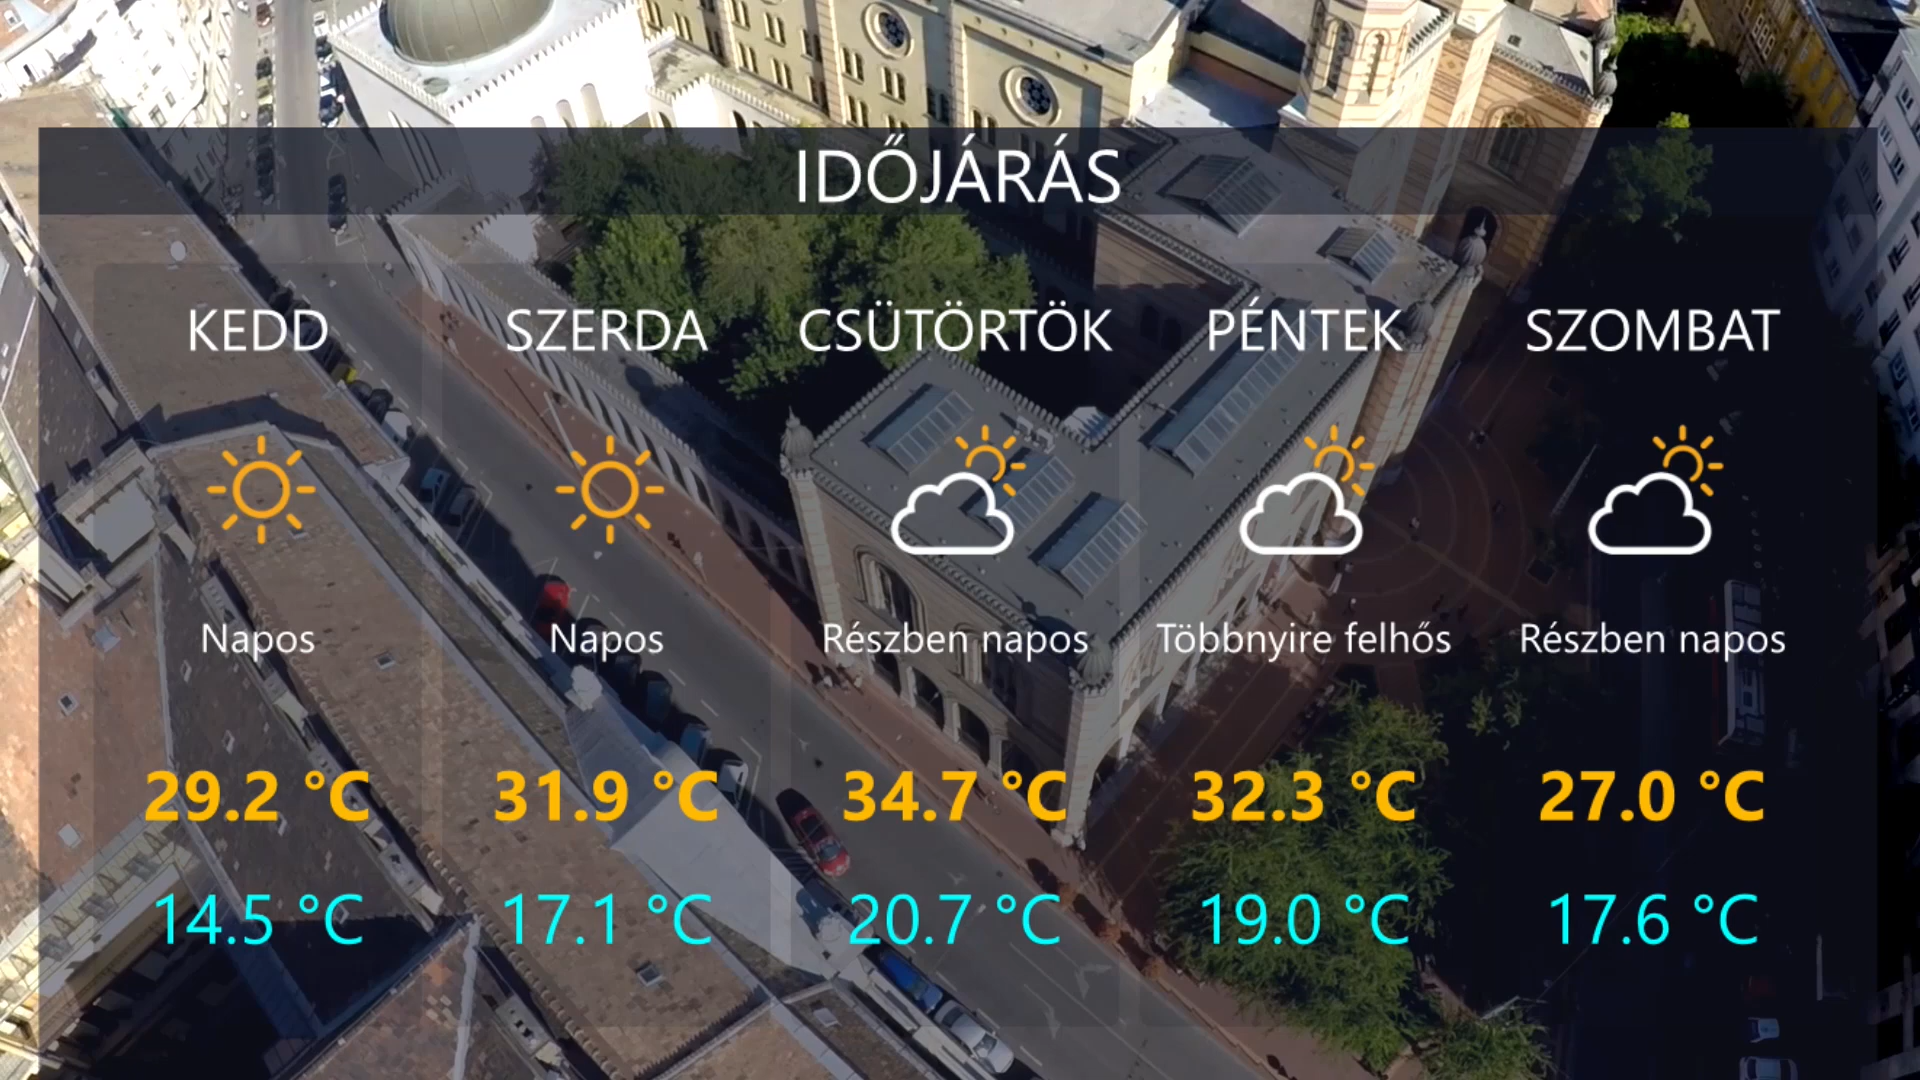 IDŐJÁRÁS
KEDD SZERDA CSÜTÖRTÖK PÉNTEK SZOMBAT
Napos Napos Részben napos Többnyire felhős Részben napos
29.2 °C 31.9 °C 34.7 °C 32.3 °C 27.0 °C
14.5 °C 17.1 °C 20.7 °C 19.0 °C 17.6 °C